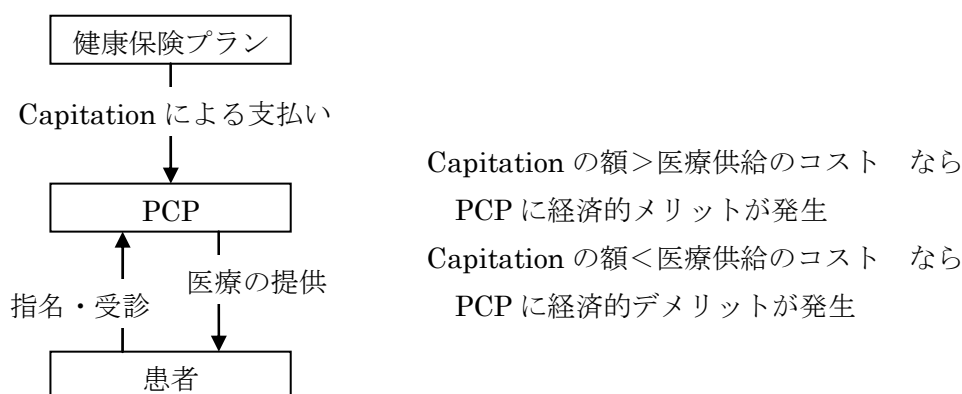 健康保険プラン
Capitation による支払い
PCP
指名・受診
医療の提供
患者
Capitation の額＞医療供給のコスト　なら
PCP に経済的メリットが発生
Capitation の額＜医療供給のコスト　なら
PCP に経済的デメリットが発生